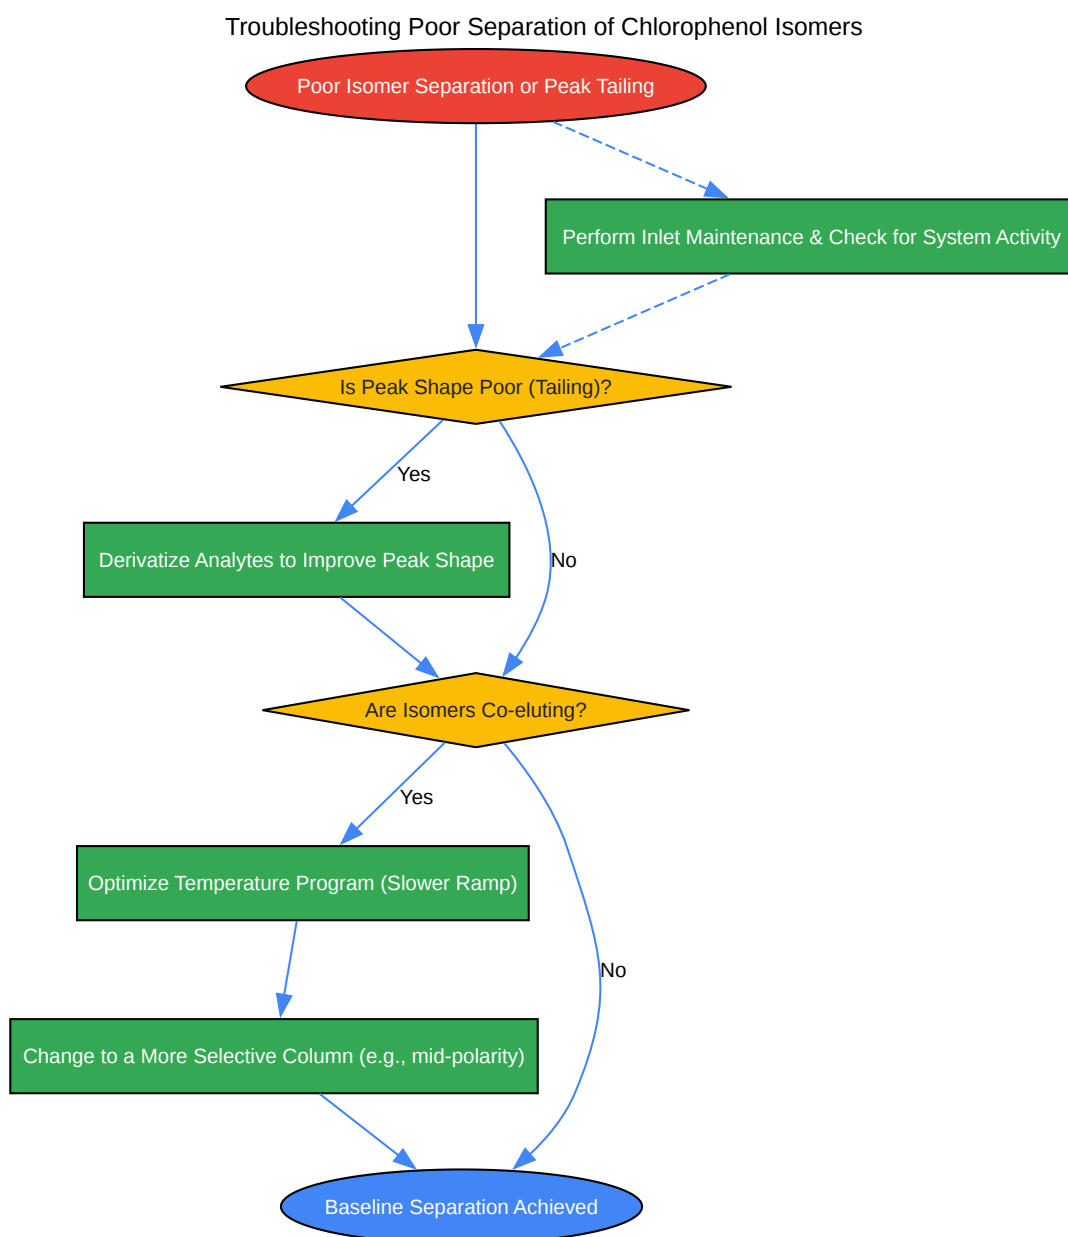 Troubleshooting Poor Separation of Chlorophenol Isomers
Poor Isomer Separation or Peak Tailing
Perform Inlet Maintenance & Check for System Activity
Is Peak Shape Poor (Tailing)?
Yes
Derivatize Analytes to Improve Peak Shape
No
Are Isomers Co-eluting?
Yes
Optimize Temperature Program (Slower Ramp)
No
Change to a More Selective Column (e.g., mid-polarity)
Baseline Separation Achieved